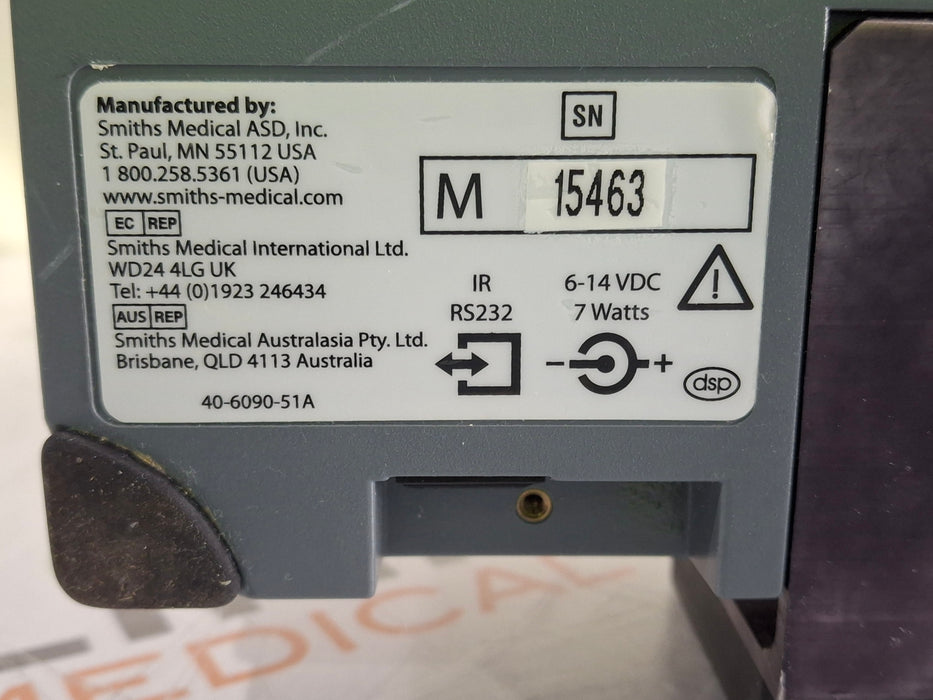 Manufactured by:
Smiths Medical ASD, Inc.
St. Paul, MN 55112 USA
1 800.258.5361 (USA)
www.smiths-medical.com
EC REP
Smiths Medical International Ltd.
WD24 4LG UK
Tel: +44 (0)1923 246434
AUS REP
Smiths Medical Australasia Pty. Ltd.
Brisbane, QLD 4113 Australia
40-6090-51A
SN
M 15463
IR
RS232
6-14 VDC
7 Watts
- +
dsp
MEDICAL